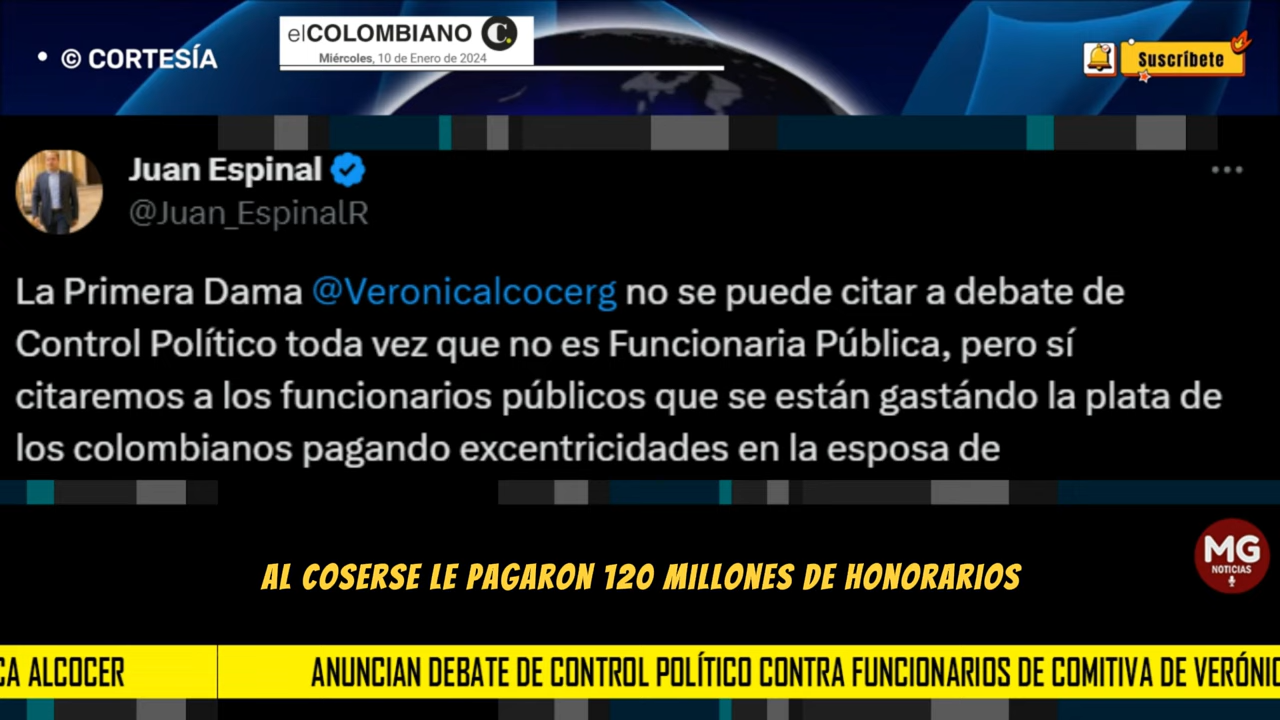 • © CORTESÍA
elCOLOMBIANO C.
Miércoles, 10 de Enero de 2024
Suscríbete
Juan Espinal
@Juan_EspinalR
La Primera Dama @Veronicalcocerg no se puede citar a debate de
Control Político toda vez que no es Funcionaria Pública, pero sí
citaremos a los funcionarios públicos que se están gastándo la plata de
los colombianos pagando excentricidades en la esposa de
AL COSERSE LE PAGARON 120 MILLONES DE HONORARIOS
MG
NOTICIAS
CA ALCOCER
ANUNCIAN DEBATE DE CONTROL POLÍTICO CONTRA FUNCIONARIOS DE COMITIVA DE VERÓNIC